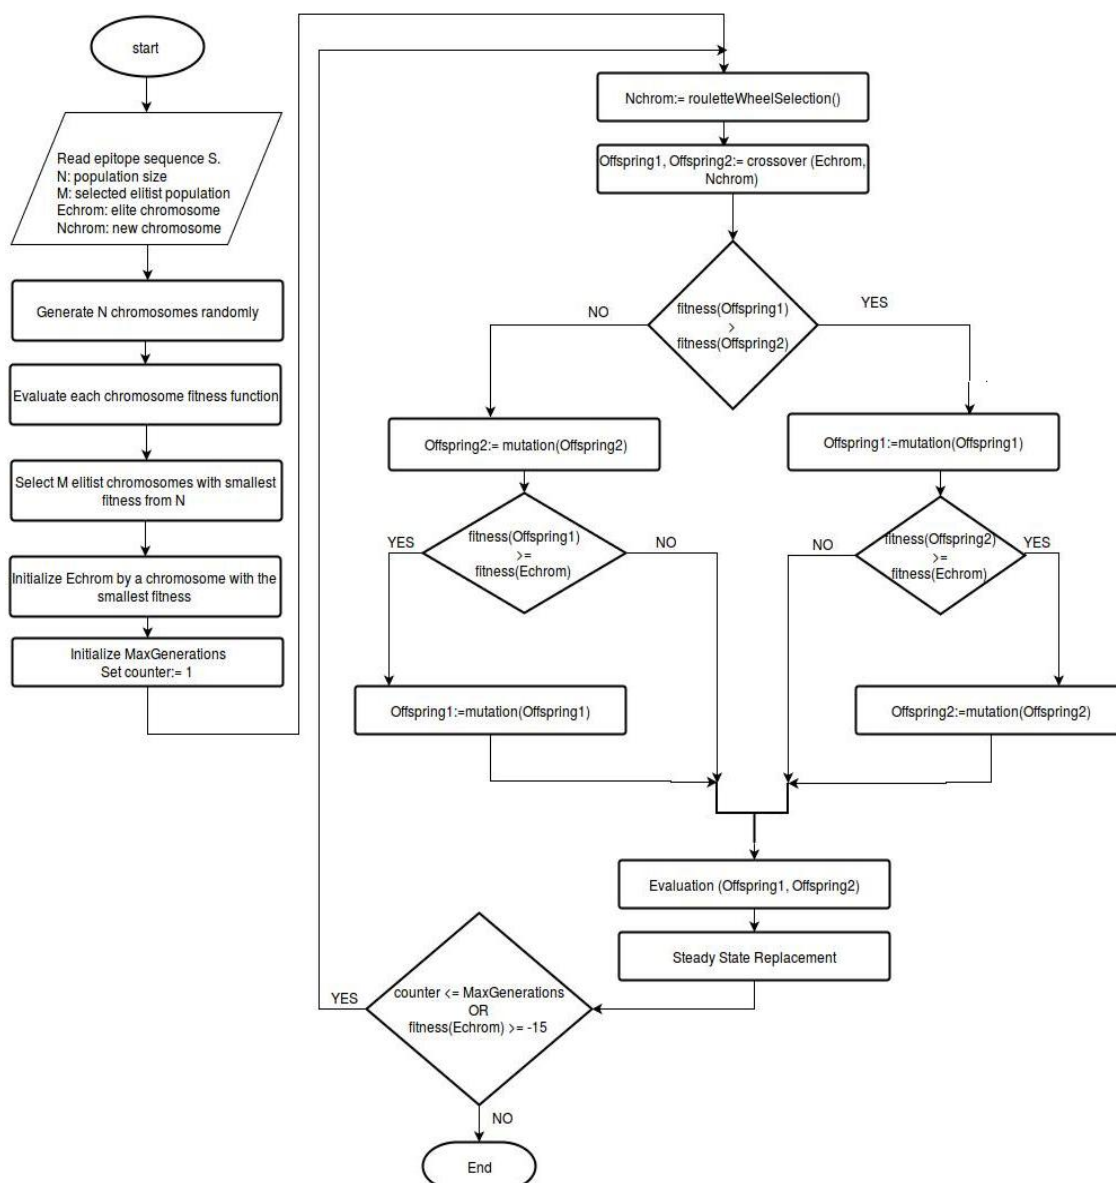 start
Read epitope sequence S.
N: population size
M: selected elitist population
Echrom: elite chromosome
Nchrom: new chromosome
Generate N chromosomes randomly
Evaluate each chromosome fitness function
Select M elitist chromosomes with smallest
fitness from N
Initialize Echrom by a chromosome with the
smallest fitness
Initialize MaxGenerations
Set counter:= 1
Nchrom:= rouletteWheelSelection()
Offspring1, Offspring2:= crossover (Echrom,
Nchrom)
fitness(Offspring1)
>
fitness(Offspring2)
NO
YES
Offspring2:= mutation(Offspring2)
Offspring1:=mutation(Offspring1)
fitness(Offspring1)
>=
fitness(Echrom)
YES
NO
fitness(Offspring2)
>=
fitness(Echrom)
NO
YES
Offspring1:=mutation(Offspring1)
Offspring2:=mutation(Offspring2)
Evaluation (Offspring1, Offspring2)
Steady State Replacement
counter <= MaxGenerations
OR
fitness(Echrom) >= -15
YES
NO
End